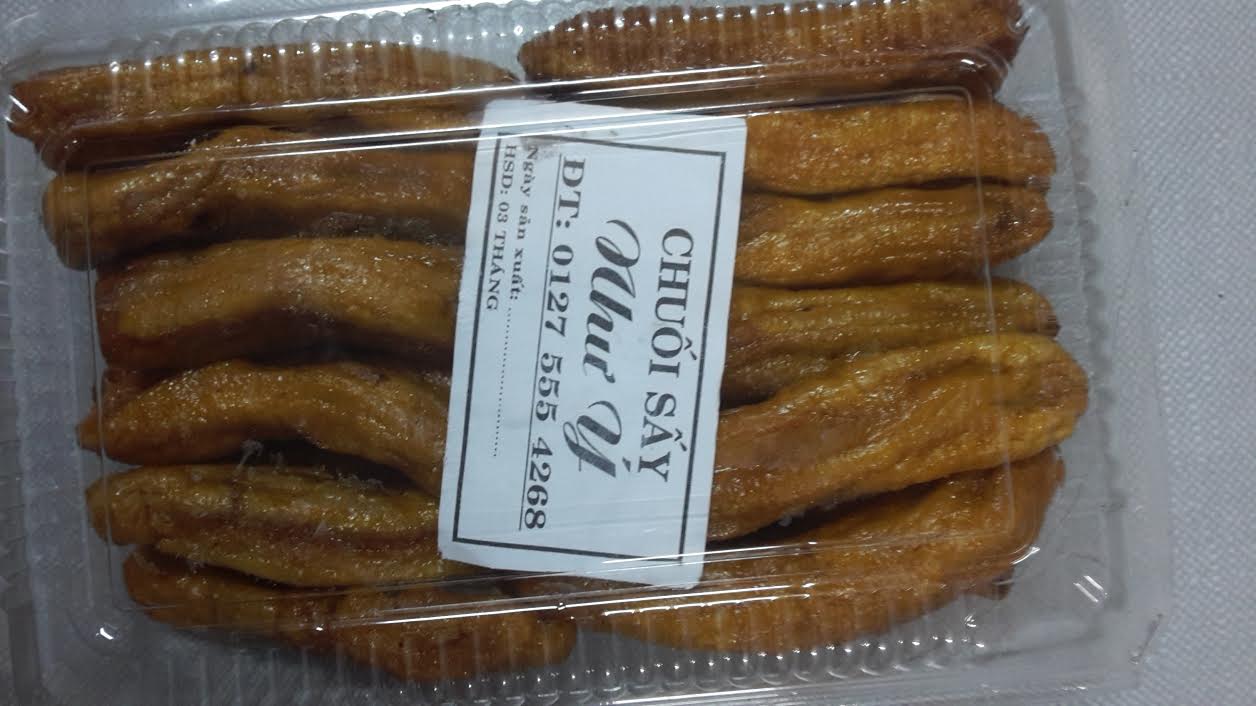 CHUỐI SẤY
Như Ý
ĐT: 0127 555 4268
Ngày sản xuất: ........................
HSD: 03 THÁNG